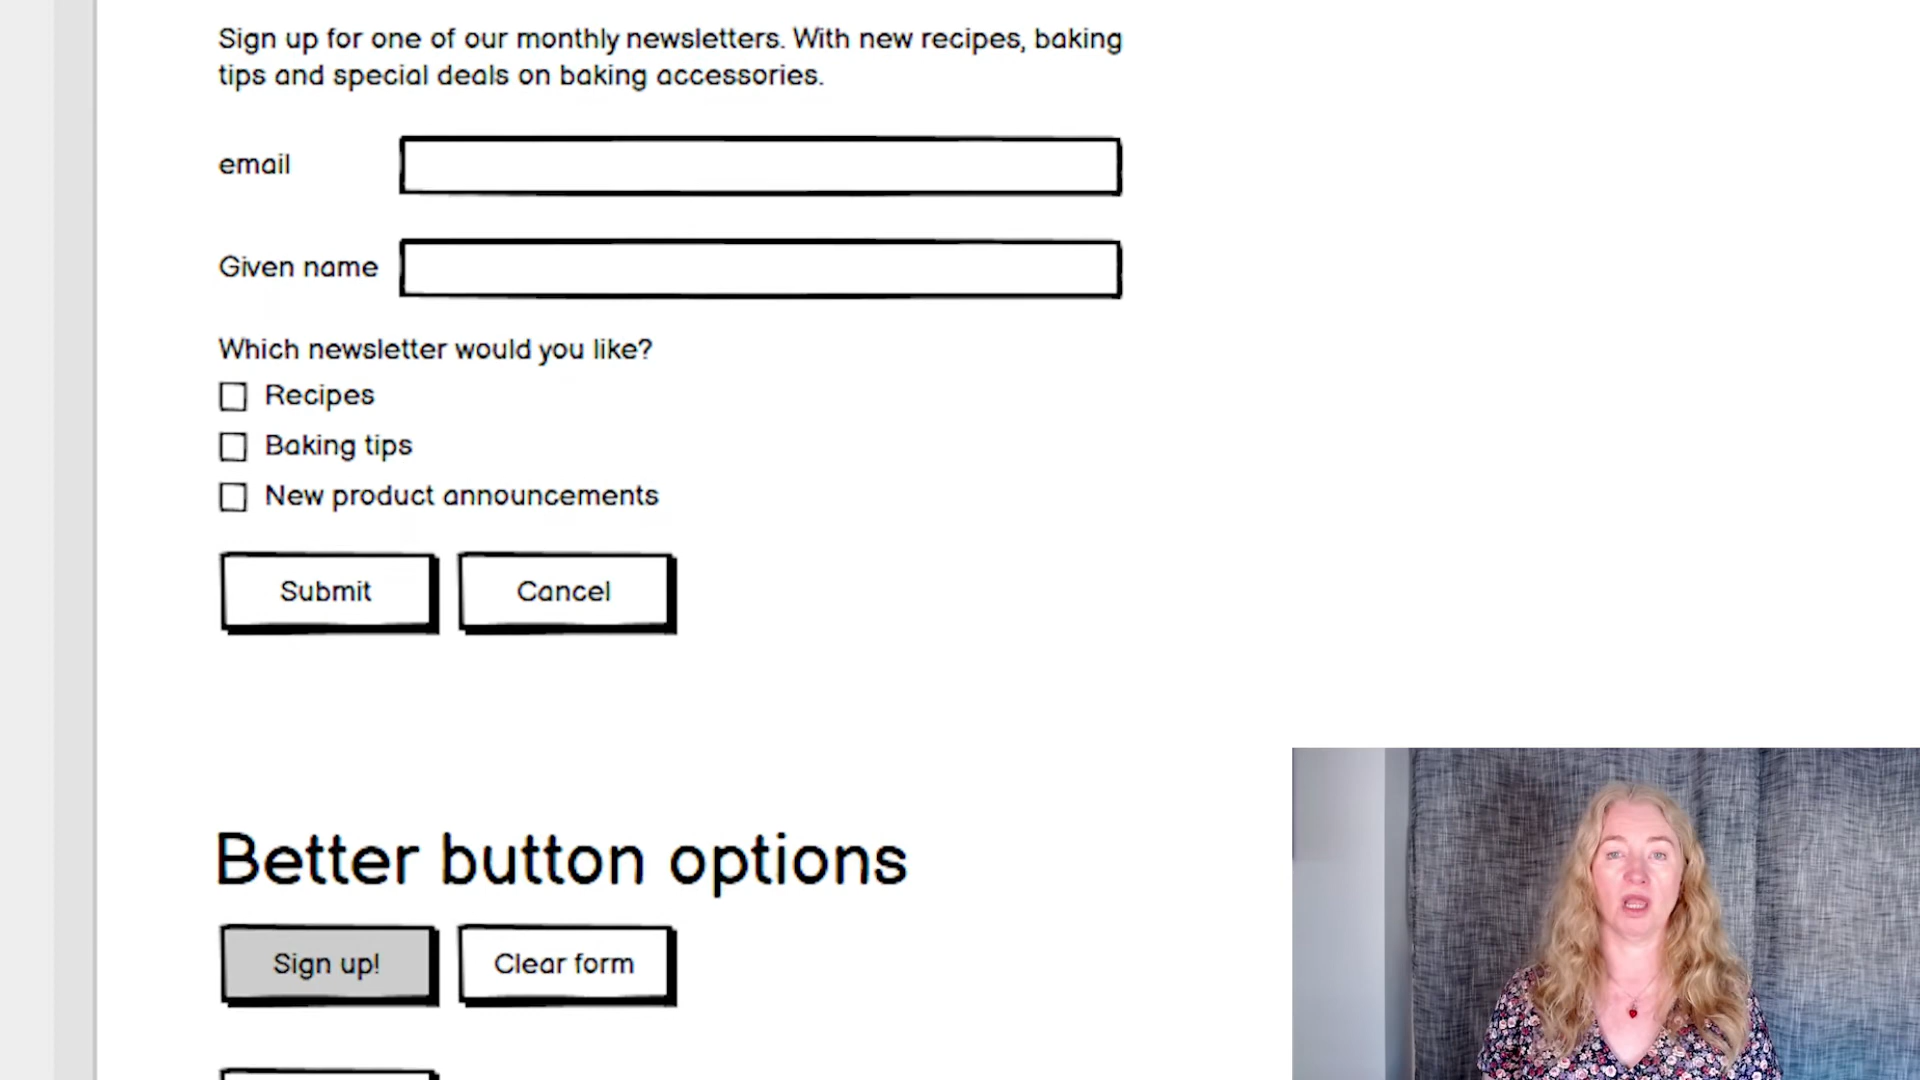 Sign up for one of our monthly newsletters. With new recipes, baking
tips and special deals on baking accessories.
email
Given name
Which newsletter would you like?
Recipes
Baking tips
New product announcements
Submit
Cancel
Better button options
Sign up!
Clear form